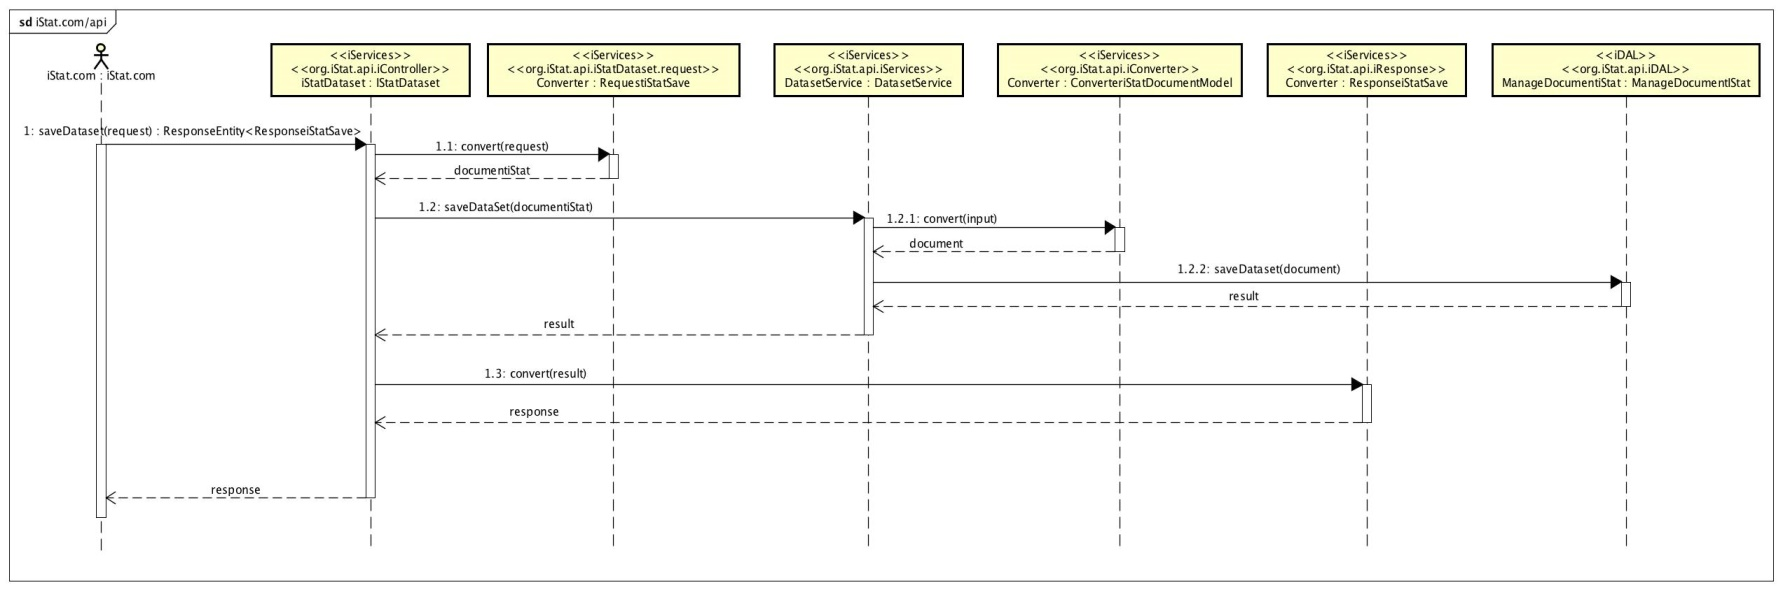 sd iStat.com/api
iStat.com : iStat.com
<<iServices>>
<<org.iStat.api.iController>>
iStatDataset : IStatDataset
<<iServices>>
<<org.iStat.api.iStatDataset.request>>
Converter : RequestiStatSave
<<iServices>>
<<org.iStat.api.iServices>>
DatasetService : DatasetService
<<iServices>>
<<org.iStat.api.iConverter>>
Converter : ConverteriStatDocumentModel
<<iServices>>
<<org.iStat.api.iResponse>>
Converter : ResponseiStatSave
<<iDAL>>
<<org.iStat.api.iDAL>>
ManageDocumentiStat : ManageDocumentIStat
1: saveDataset(request) : ResponseEntity<ResponseiStatSave>
1.1: convert(request)
documentiStat
1.2: saveDataSet(documentiStat)
1.2.1: convert(input)
document
1.2.2: saveDataset(document)
result
result
1.3: convert(result)
response
response